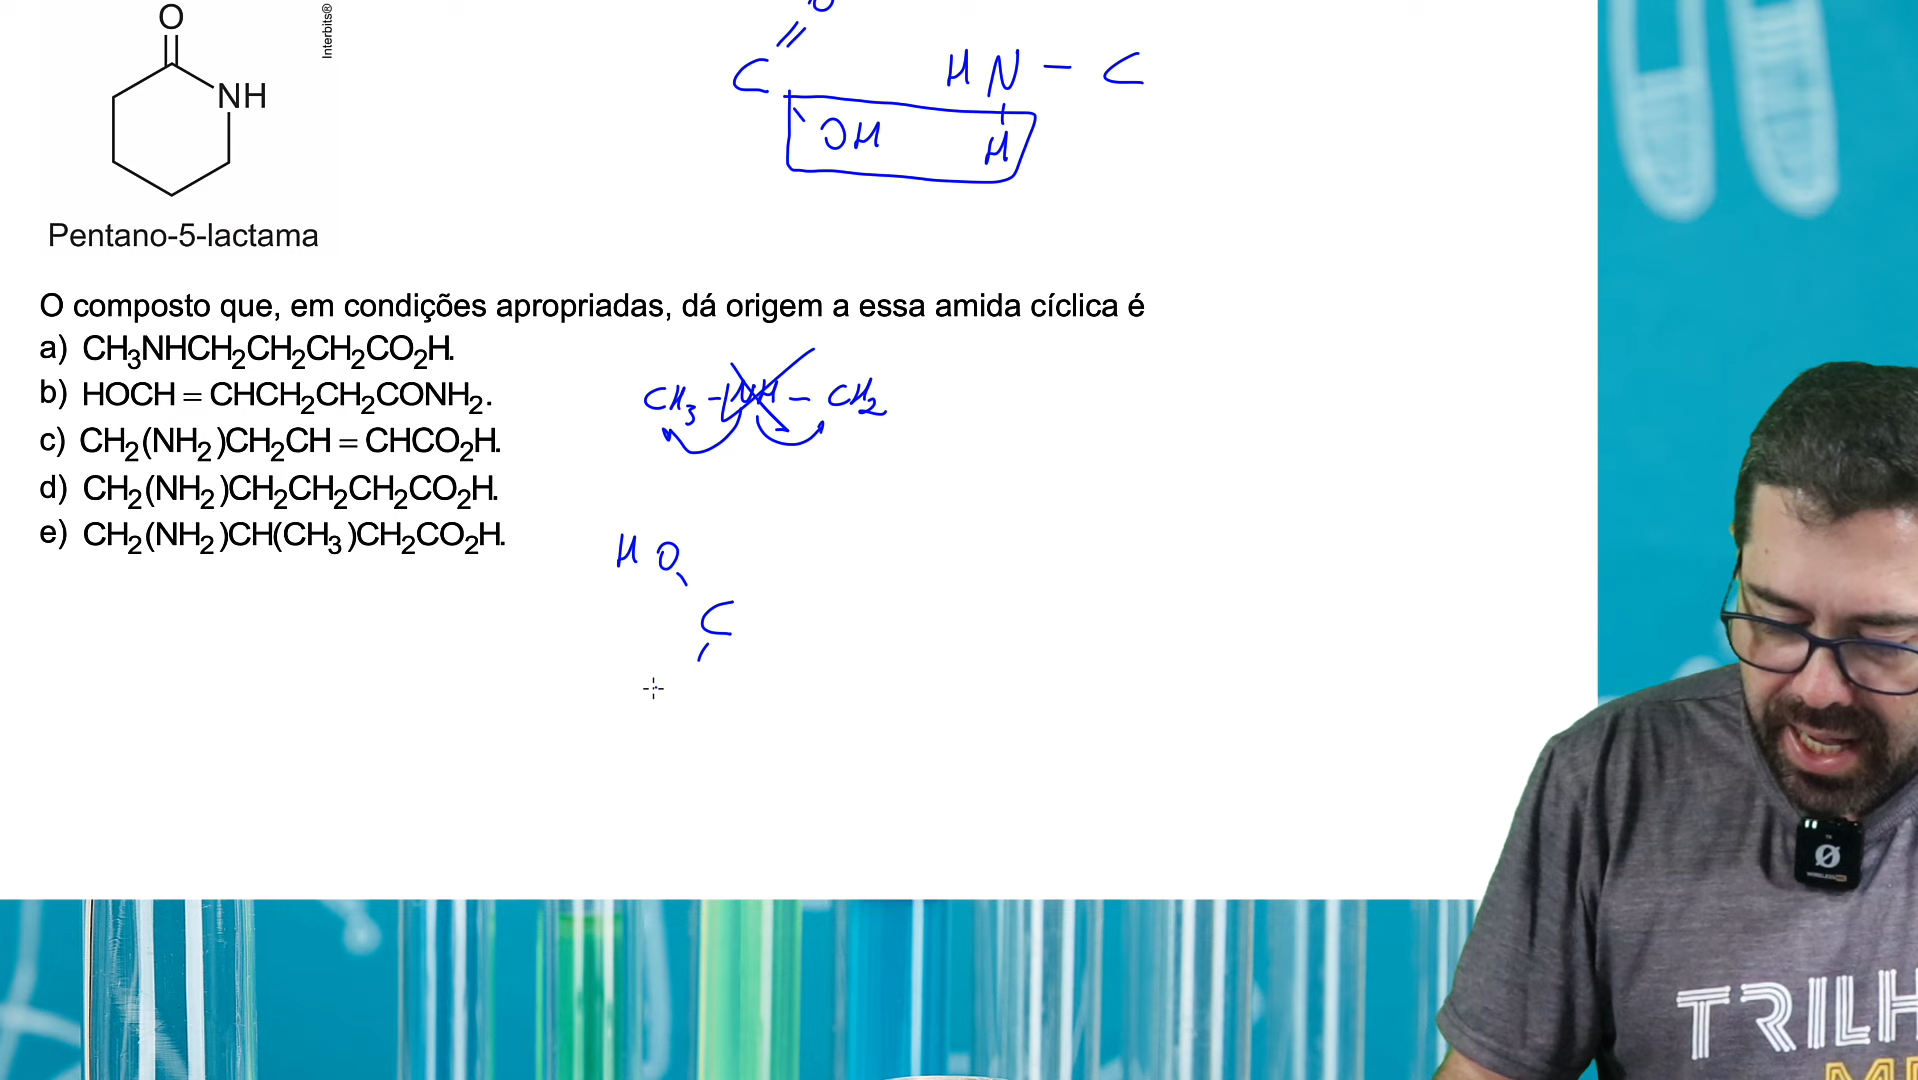 O
NH
Interbits®
Pentano-5-lactama
C
HN - C
OH
H
O composto que, em condições apropriadas, dá origem a essa amida cíclica é
a) CH₃NHCH₂CH₂CH₂CO₂H.
b) HOCH = CHCH₂CH₂CONH₂.
c) CH₂(NH₂)CH₂CH = CHCO₂H.
d) CH₂(NH₂)CH₂CH₂CH₂CO₂H.
e) CH₂(NH₂)CH(CH₃)CH₂CO₂H.
CH₃ - NH - CH₂
HO
C
TRILH